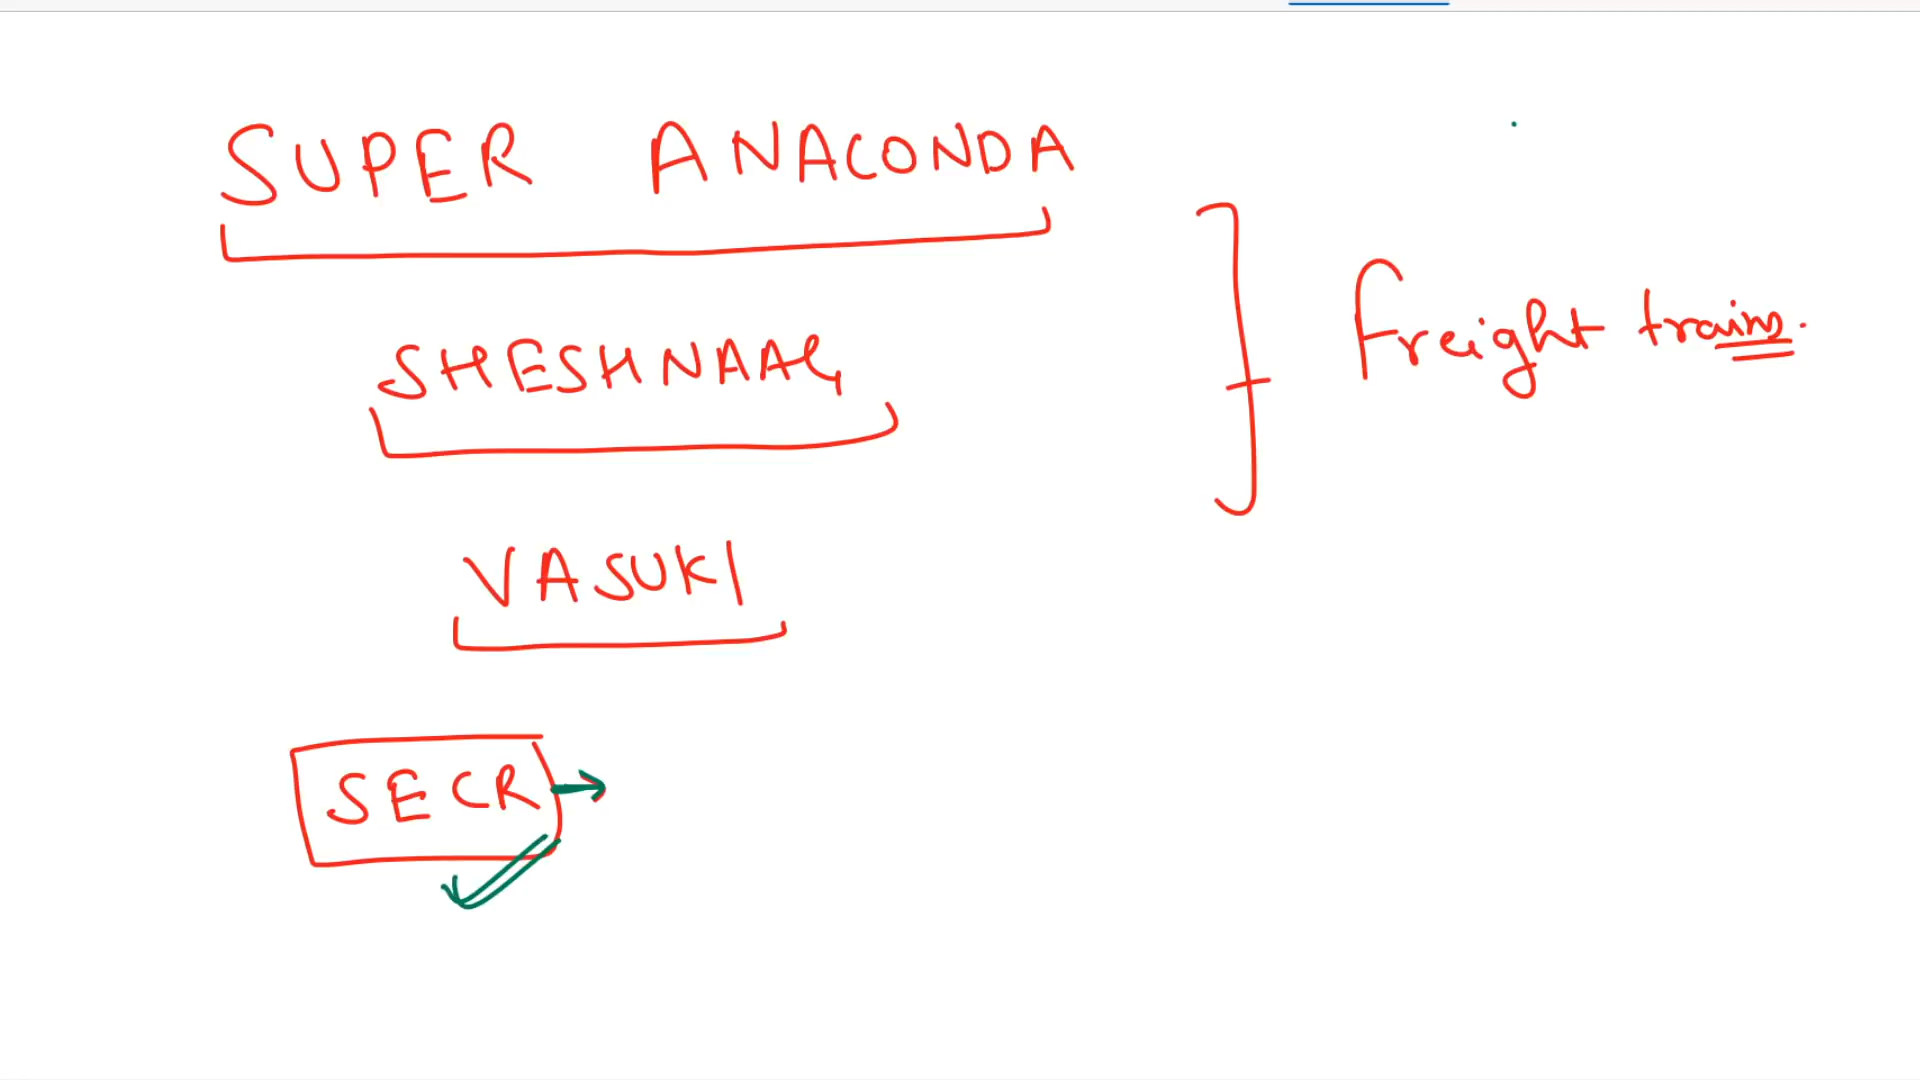 SUPER ANACONDA
SHESHNAAG
freight trains.
VASUKI
SECR